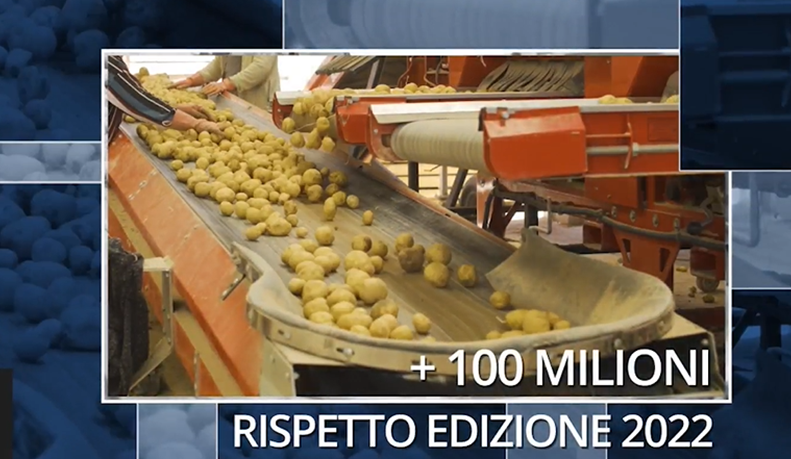 + 100 MILIONI
RISPETTO EDIZIONE 2022